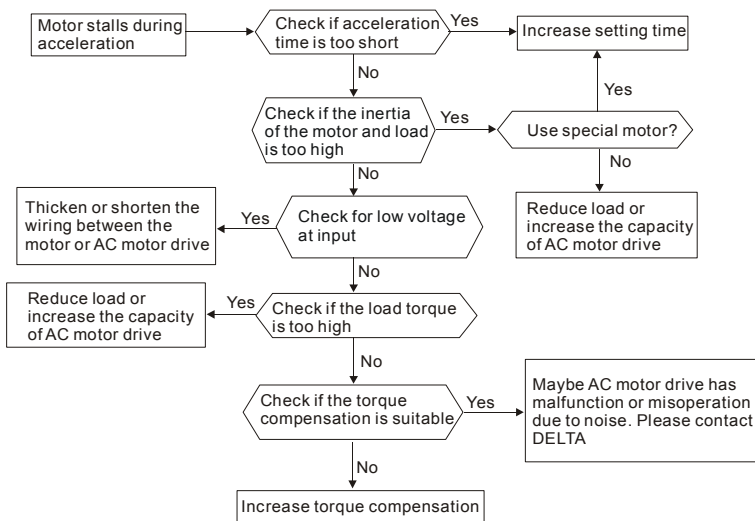 Motor stalls during
acceleration
Check if acceleration
time is too short
Yes
Increase setting time
No
Yes
Check if the inertia
of the motor and load
is too high
Yes
Use special motor?
No
No
Thicken or shorten the
wiring between the
motor or AC motor drive
Yes
Check for low voltage
at input
Reduce load or
increase the capacity
of AC motor drive
No
Reduce load or
increase the capacity
of AC motor drive
Yes
Check if the load torque
is too high
No
Check if the torque
compensation is suitable
Yes
Maybe AC motor drive has
malfunction or misoperation
due to noise. Please contact
DELTA
No
Increase torque compensation